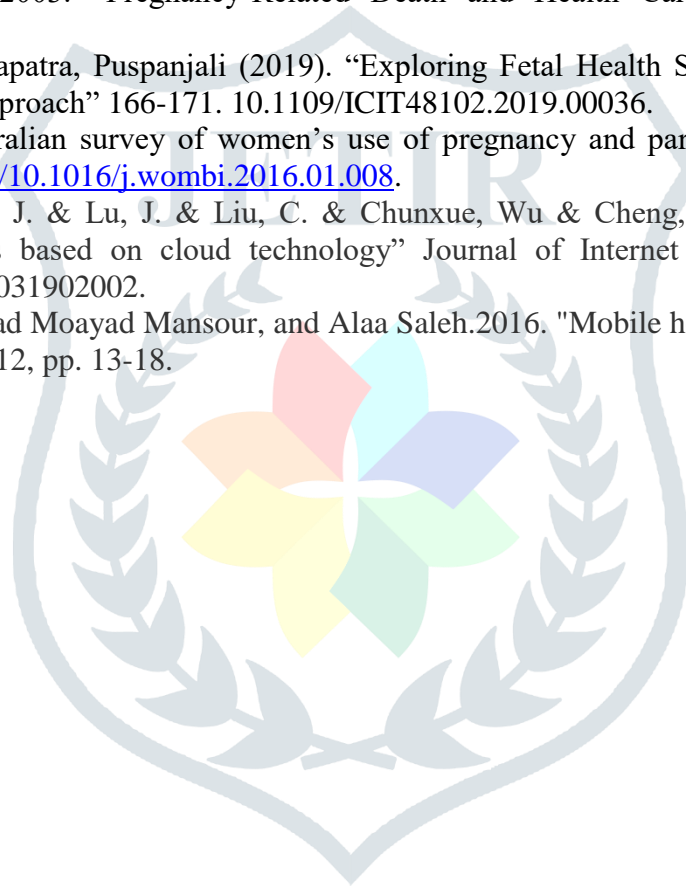 2003. "Pregnancy-Related Death and Health Car
apatra, Puspanjali (2019). “Exploring Fetal Health S
proach” 166-171. 10.1109/ICIT48102.2019.00036.
ralian survey of women’s use of pregnancy and par
/10.1016/j.wombi.2016.01.008.
J. & Lu, J. & Liu, C. & Chunxue, Wu & Cheng,
s based on cloud technology” Journal of Internet
031902002.
ad Moayad Mansour, and Alaa Saleh.2016. "Mobile h
12, pp. 13-18.
JETIR